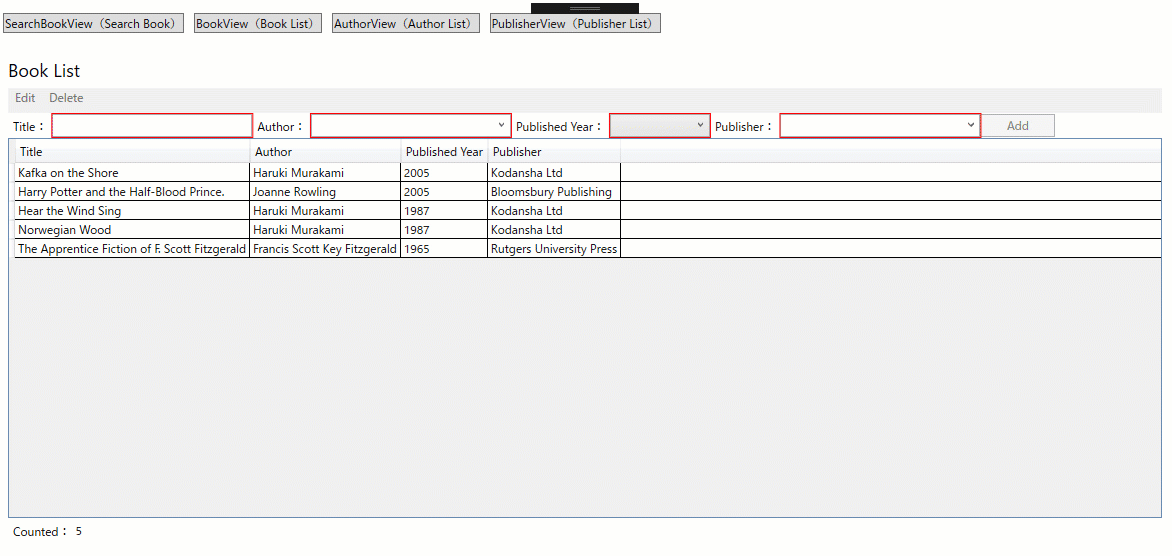 SearchBookView（Search Book） BookView（Book List） AuthorView（Author List） PublisherView（Publisher List）
Book List
Edit Delete
Title： Author： Published Year： Publisher： Add
Title Author Published Year Publisher
Kafka on the Shore Haruki Murakami 2005 Kodansha Ltd
Harry Potter and the Half-Blood Prince. Joanne Rowling 2005 Bloomsbury Publishing
Hear the Wind Sing Haruki Murakami 1987 Kodansha Ltd
Norwegian Wood Haruki Murakami 1987 Kodansha Ltd
The Apprentice Fiction of F. Scott Fitzgerald Francis Scott Key Fitzgerald 1965 Rutgers University Press
Counted： 5